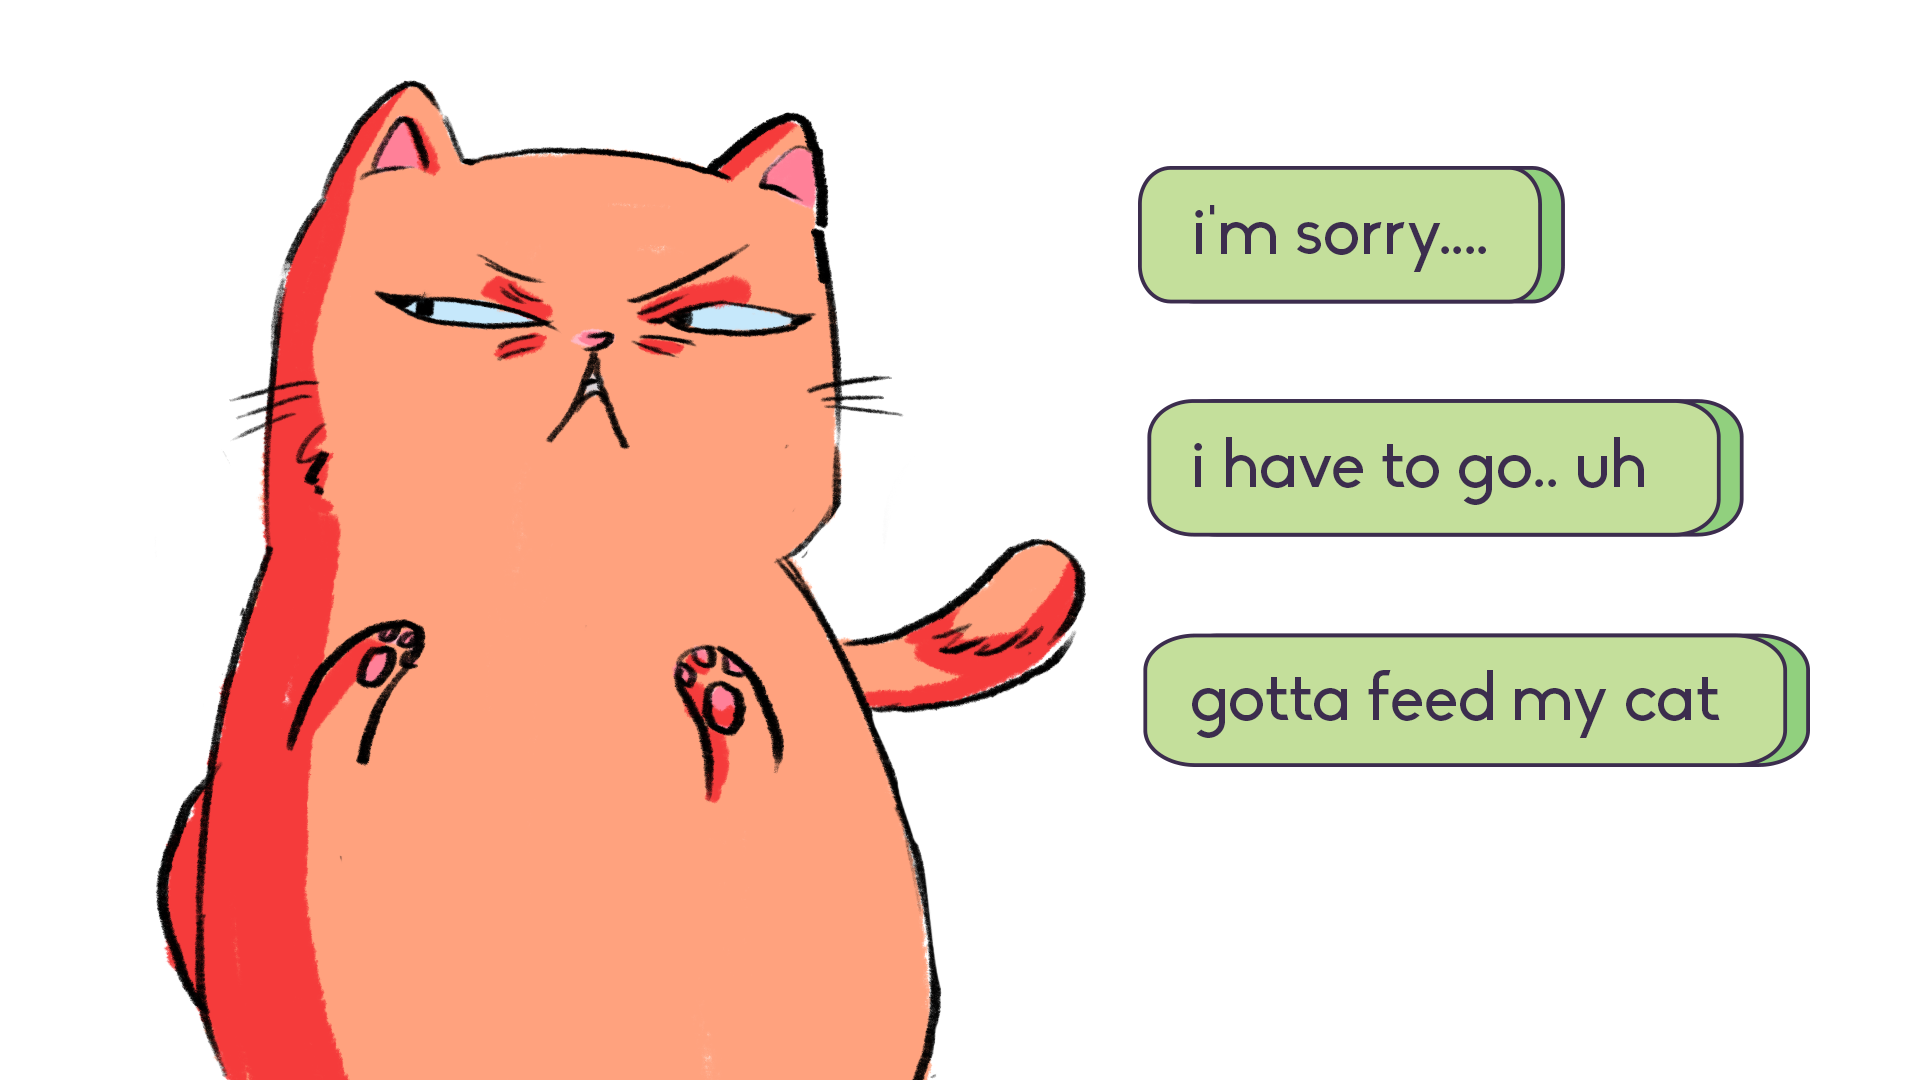 i'm sorry....
i have to go.. uh
gotta feed my cat